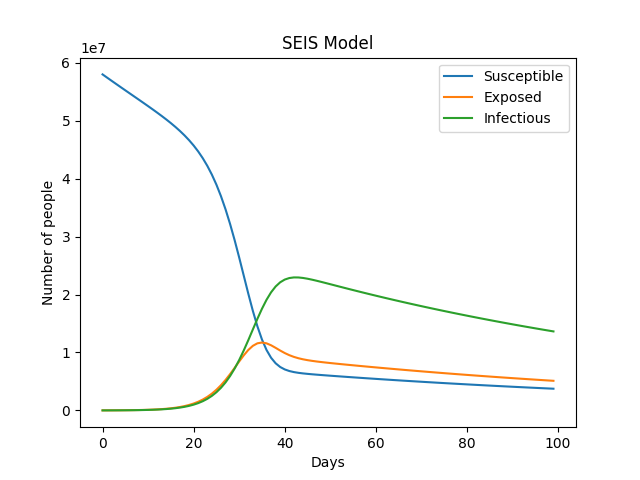 SEIS Model
1e7
Number of people
6
5
4
3
2
1
0
Susceptible
Exposed
Infectious
0 20 40 60 80 100
Days